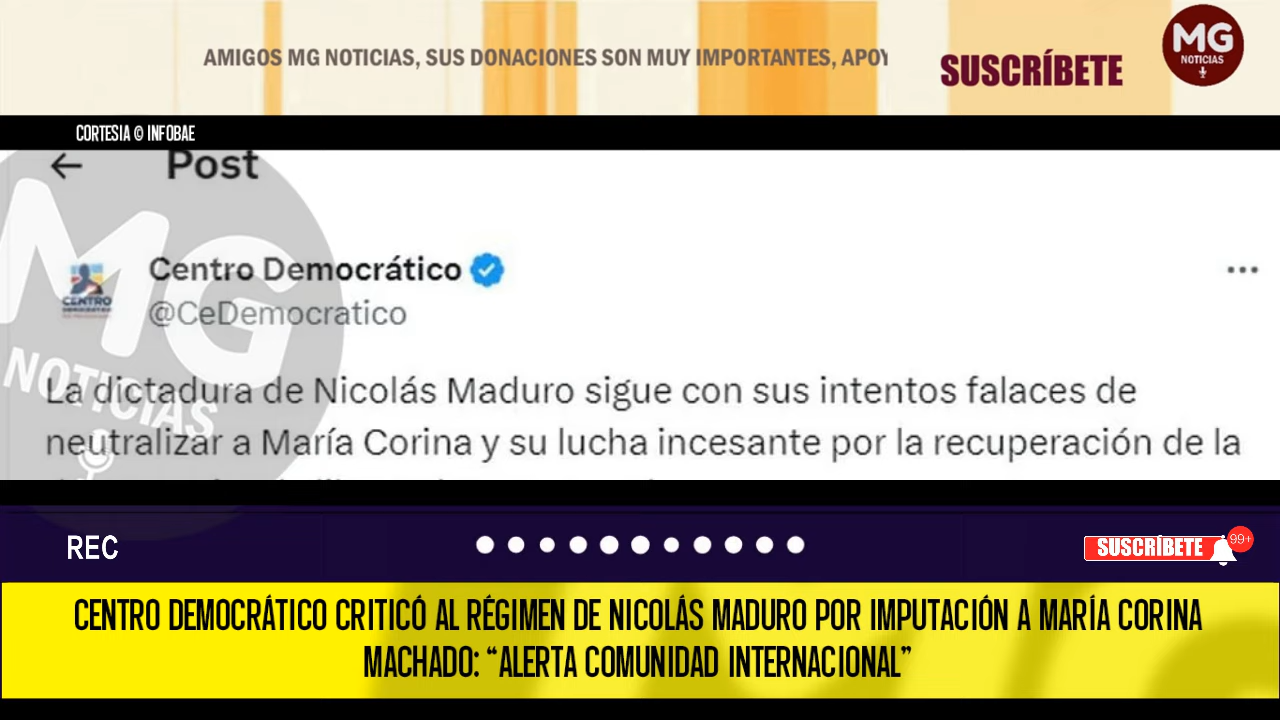 AMIGOS MG NOTICIAS, SUS DONACIONES SON MUY IMPORTANTES,
SUSCRÍBETE
MG
NOTICIAS
CORTESIA © INFOBAE
Post
Centro Democrático
CENTRO
@CeDemocratico
MG
NOTICIAS
La dictadura de Nicolás Maduro sigue con sus intentos falaces de
neutralizar a María Corina y su lucha incesante por la recuperación de la
REC
SUSCRÍBETE
99+
CENTRO DEMOCRÁTICO CRITICÓ AL RÉGIMEN DE NICOLÁS MADURO POR IMPUTACIÓN A MARÍA CORINA
MACHADO: “ALERTA COMUNIDAD INTERNACIONAL”